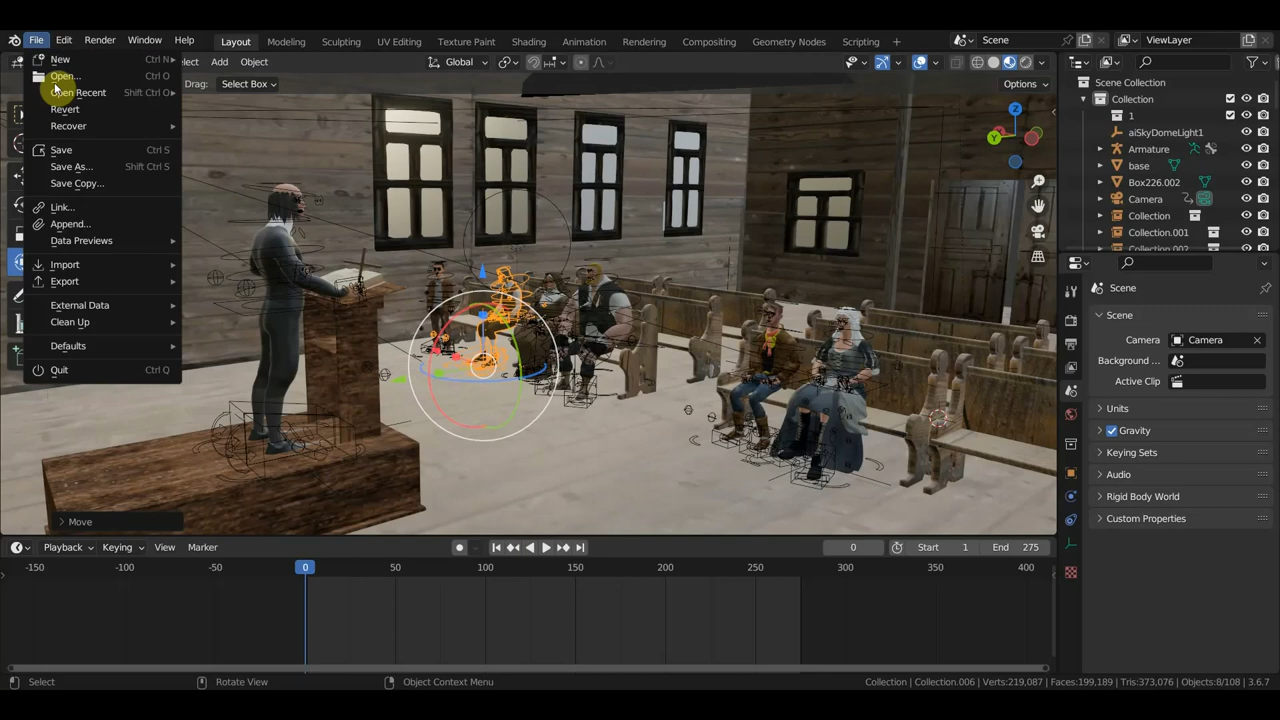 File Edit Render Window Help Layout Modeling Sculpting UV Editing Texture Paint Shading Animation Rendering Compositing Geometry Nodes Scripting Scene ViewLayer
New Ctrl N
Open... Ctrl O
Open Recent Shift Ctrl O
Revert
Recover
Save Ctrl S
Save As... Shift Ctrl S
Save Copy...
Link...
Append...
Data Previews
Import
Export
External Data
Clean Up
Defaults
Quit Ctrl Q
Add Object Global
Drag: Select Box Options
Z
Y
Move
Scene Collection
Collection
1
aiSkyDomeLight1
Armature
base
Box226.002
Camera
Collection
Collection.001
Collection.002
Scene
Scene
Camera Camera
Background ...
Active Clip
Units
Gravity
Keying Sets
Audio
Rigid Body World
Custom Properties
Playback Keying View Marker 0 Start 1 End 275
-150 -100 -50 0 50 100 150 200 250 300 350 400
Select Rotate View Object Context Menu Collection | Collection.006 | Verts:219,087 | Faces:199,189 | Tris:373,076 | Objects:8/108 | 3.6.7